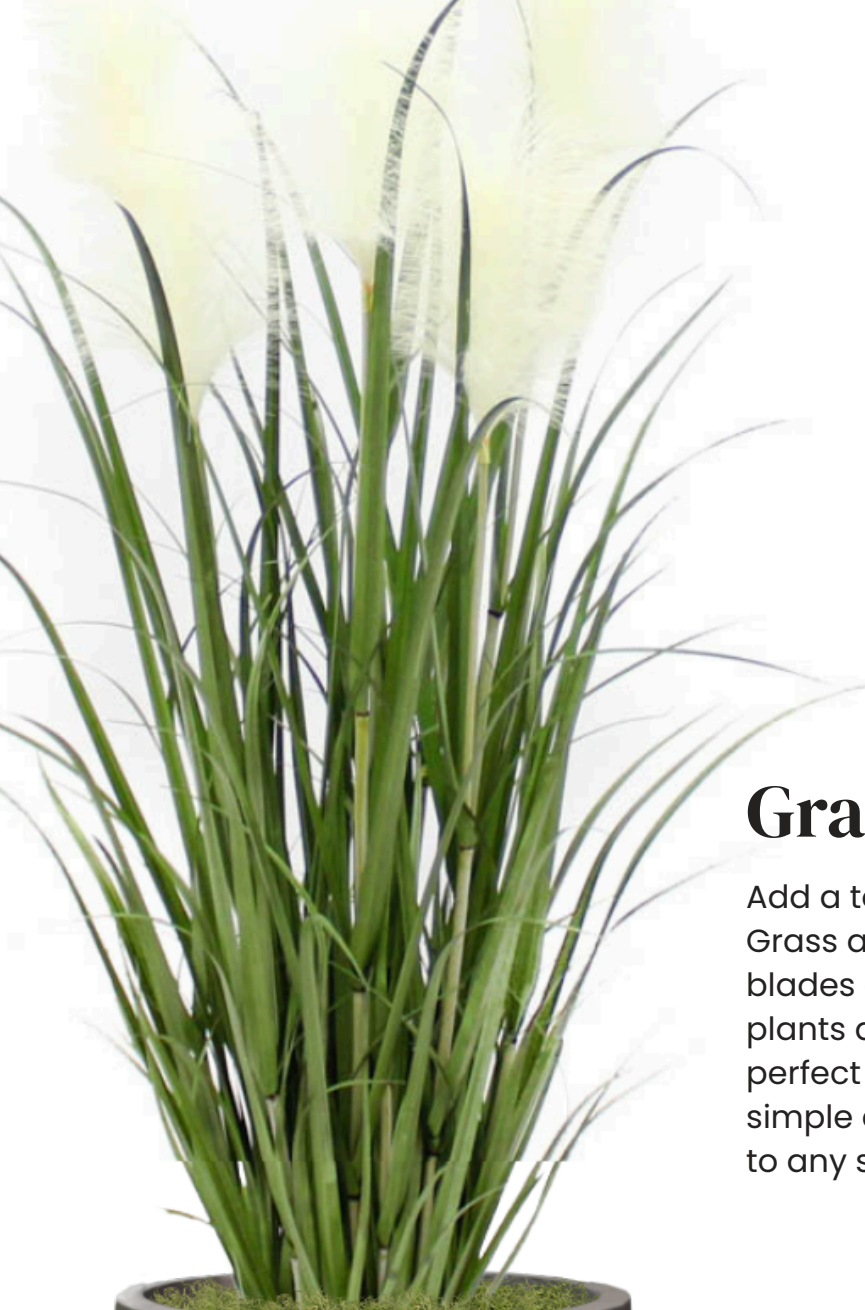 Gra
Add a t
Grass a
blades
plants
perfect
simple
to any s